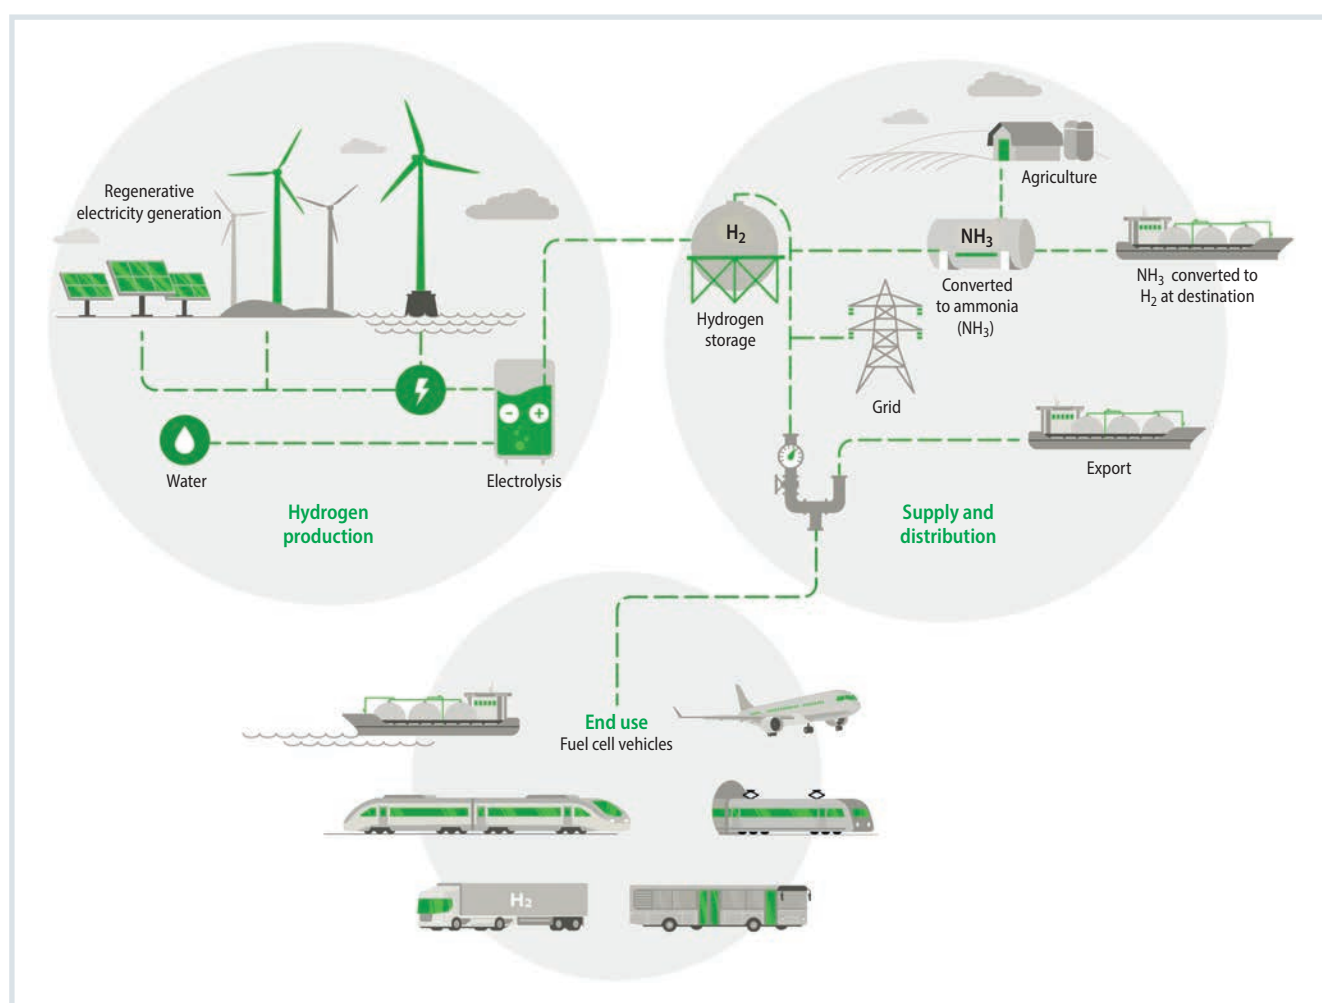 Regenerative
electricity generation
Water
Electrolysis
Hydrogen
production
H₂
Hydrogen
storage
Agriculture
NH₃
Converted
to ammonia
(NH₃)
NH₃ converted to
H₂ at destination
Grid
Export
Supply and
distribution
End use
Fuel cell vehicles
H₂